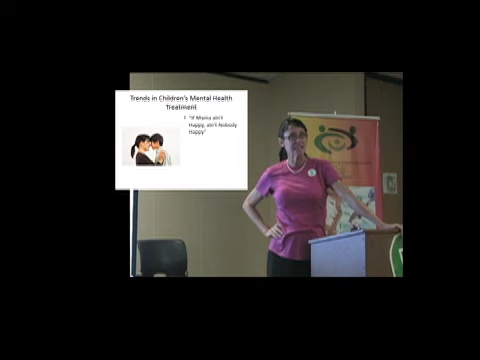 Trends in Children's Mental Health
Treatment
• "If Mama ain't
Happy, ain't Nobody
Happy"